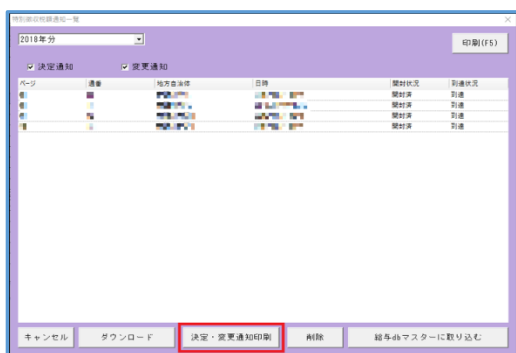 特別徴収税額通知一覧
2018年分
印刷(F5)
決定通知 変更通知
ページ 連番 地方自治体 日時 開封状況 到達状況
開封済 到達
開封済 到達
開封済 到達
開封済 到達
キャンセル ダウンロード 決定・変更通知印刷 削除 給与dbマスターに取り込む